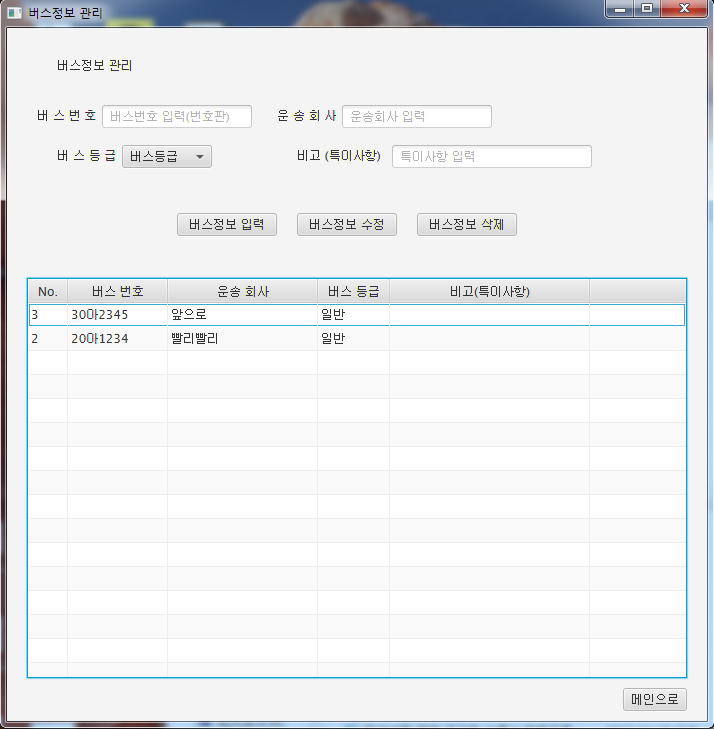 버스정보 관리
버스정보 관리
버 스 번 호 버스번호 입력(번호판) 운 송 회 사 운송회사 입력
버 스 등 급 버스등급 비고 (특이사항) 특이사항 입력
버스정보 입력 버스정보 수정 버스정보 삭제
No. 버스 번호 운송 회사 버스 등급 비고(특이사항)
3 30아2345 앞으로 일반
2 20아1234 빨리빨리 일반
메인으로